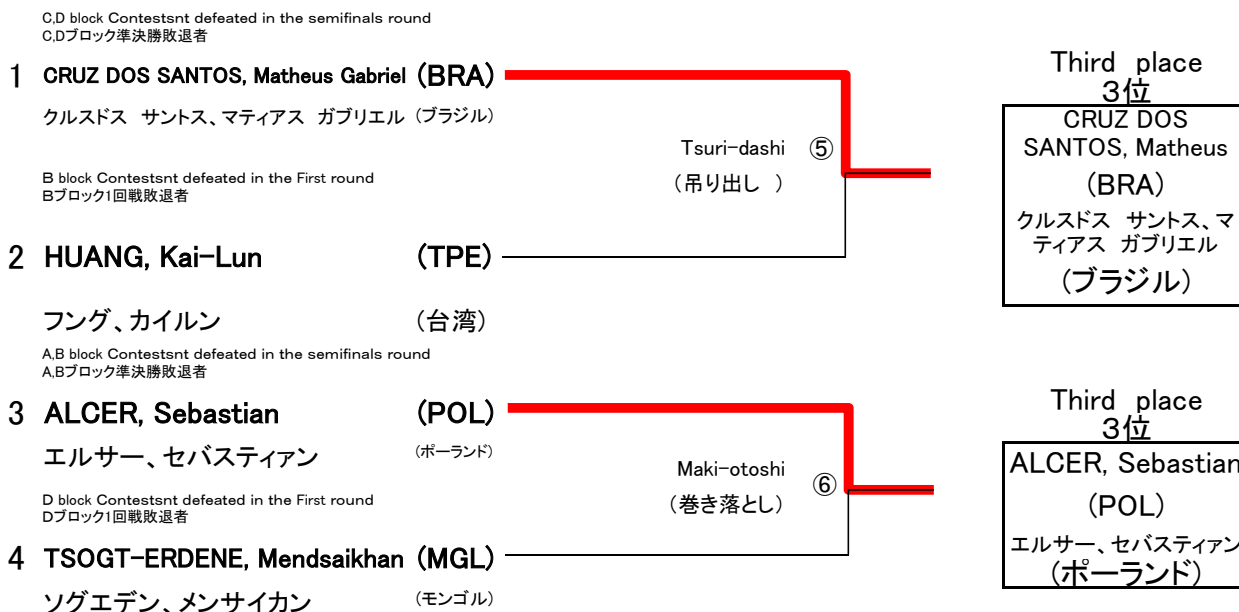 C,D block Contestsnt defeated in the semifinals round
C,Dブロック準決勝敗退者
1 CRUZ DOS SANTOS, Matheus Gabriel (BRA)
クルスドス サントス、マティアス ガブリエル (ブラジル)
Tsuri-dashi ⑤
(吊り出し )
B block Contestsnt defeated in the First round
Bブロック1回戦敗退者
2 HUANG, Kai-Lun (TPE)
フング、カイルン (台湾)
A,B block Contestsnt defeated in the semifinals round
A,Bブロック準決勝敗退者
3 ALCER, Sebastian (POL)
エルサー、セバスティァン (ポーランド)
Maki-otoshi ⑥
(巻き落とし)
D block Contestsnt defeated in the First round
Dブロック1回戦敗退者
4 TSOGT-ERDENE, Mendsaikhan (MGL)
ソグエデン、メンサイカン (モンゴル)
Third place
3位
CRUZ DOS
SANTOS, Matheus
(BRA)
クルスドス サントス、マ
ティアス ガブリエル
(ブラジル)
Third place
3位
ALCER, Sebastian
(POL)
エルサー、セバスティァン
(ポーランド)